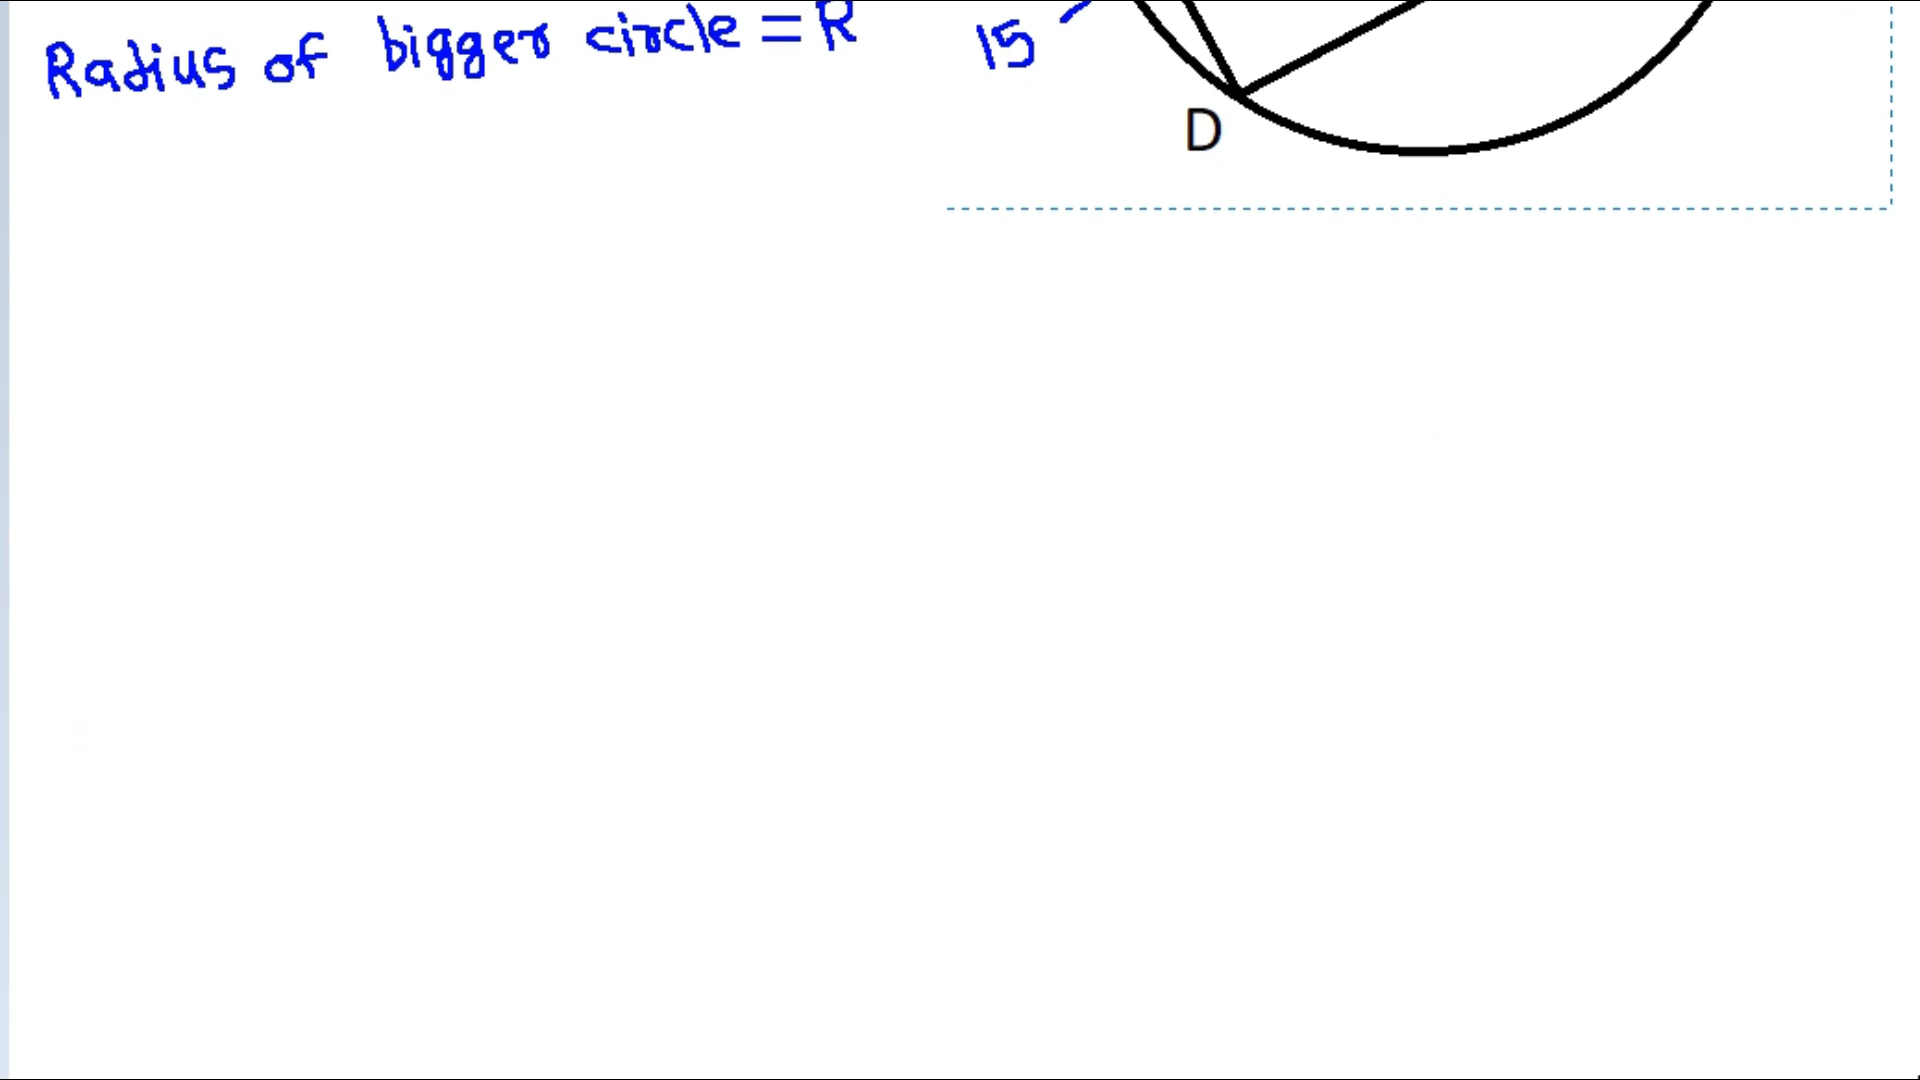 Radius of bigger circle = R
15
D